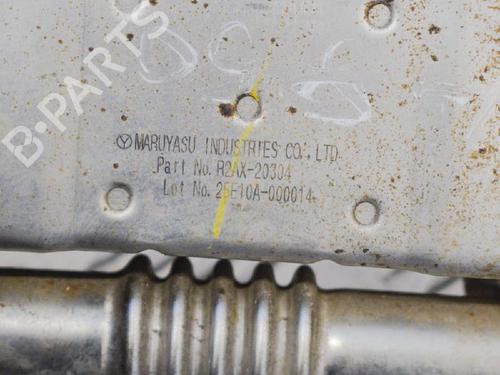 MARUYASU INDUSTRIES CO., LTD.
Part No. R2AX-20304
Lot No. 25E10A-000014
B-PARTS